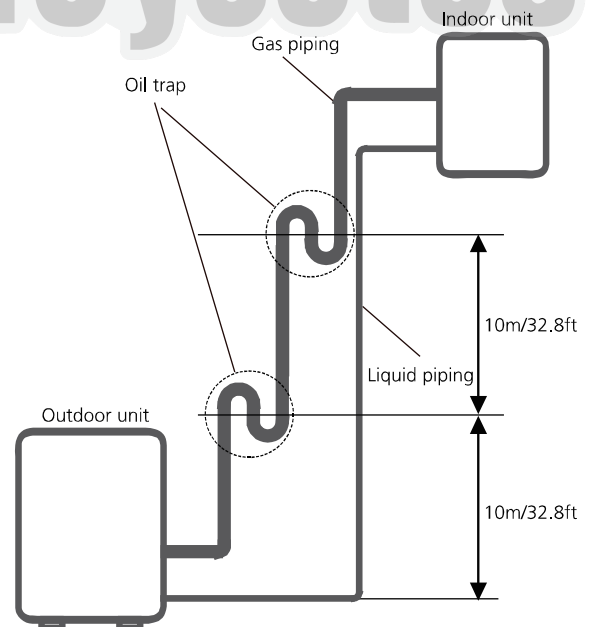 Indoor unit
Gas piping
Oil trap
10m/32.8ft
Liquid piping
Outdoor unit
10m/32.8ft